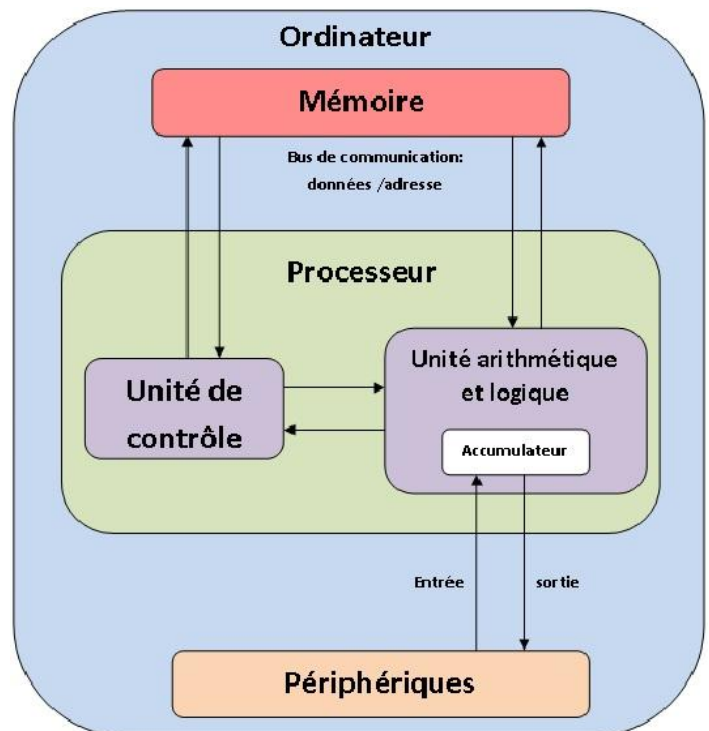 Ordinateur
Mémoire
Bus de communication:
données /adresse
Processeur
Unité de
contrôle
Unité arithmétique
et logique
Accumulateur
Entrée
sortie
Périphériques